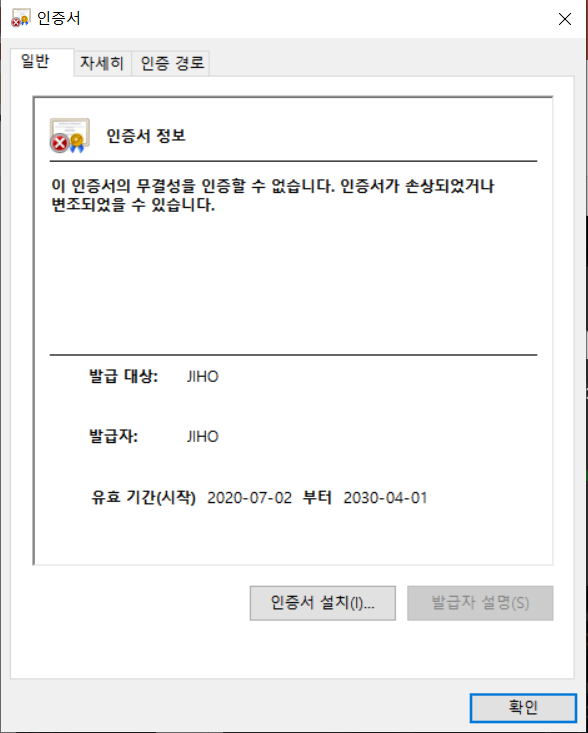 인증서
일반 자세히 인증 경로
인증서 정보
이 인증서의 무결성을 인증할 수 없습니다. 인증서가 손상되었거나
변조되었을 수 있습니다.
발급 대상: JIHO
발급자: JIHO
유효 기간(시작) 2020-07-02 부터 2030-04-01
인증서 설치(I)... 발급자 설명(S)
확인